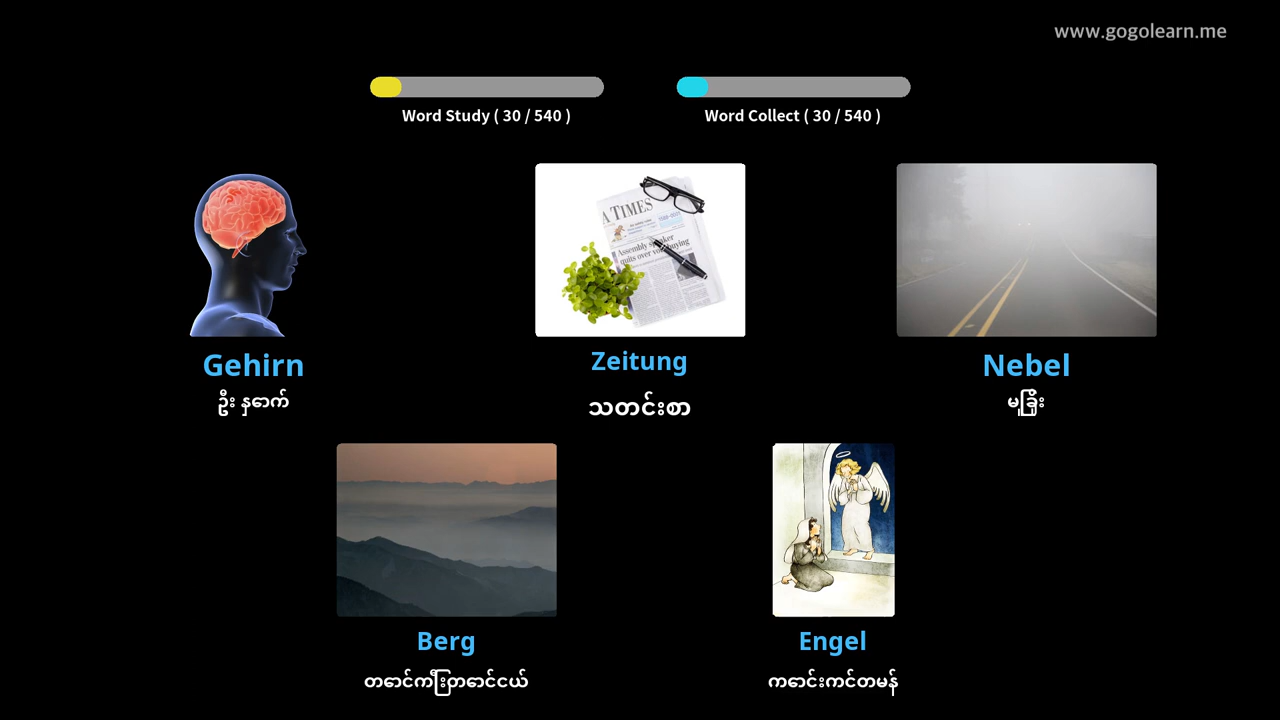 www.gogolearn.me
Word Study ( 30 / 540 )
Word Collect ( 30 / 540 )
A TIMES
Gehirn
ဦး နှောက်
Zeitung
သတင်းစာ
Nebel
မြူခိုး
Berg
တောင်ကြီးတောင်ငယ်
Engel
ကောင်းကင်တမန်